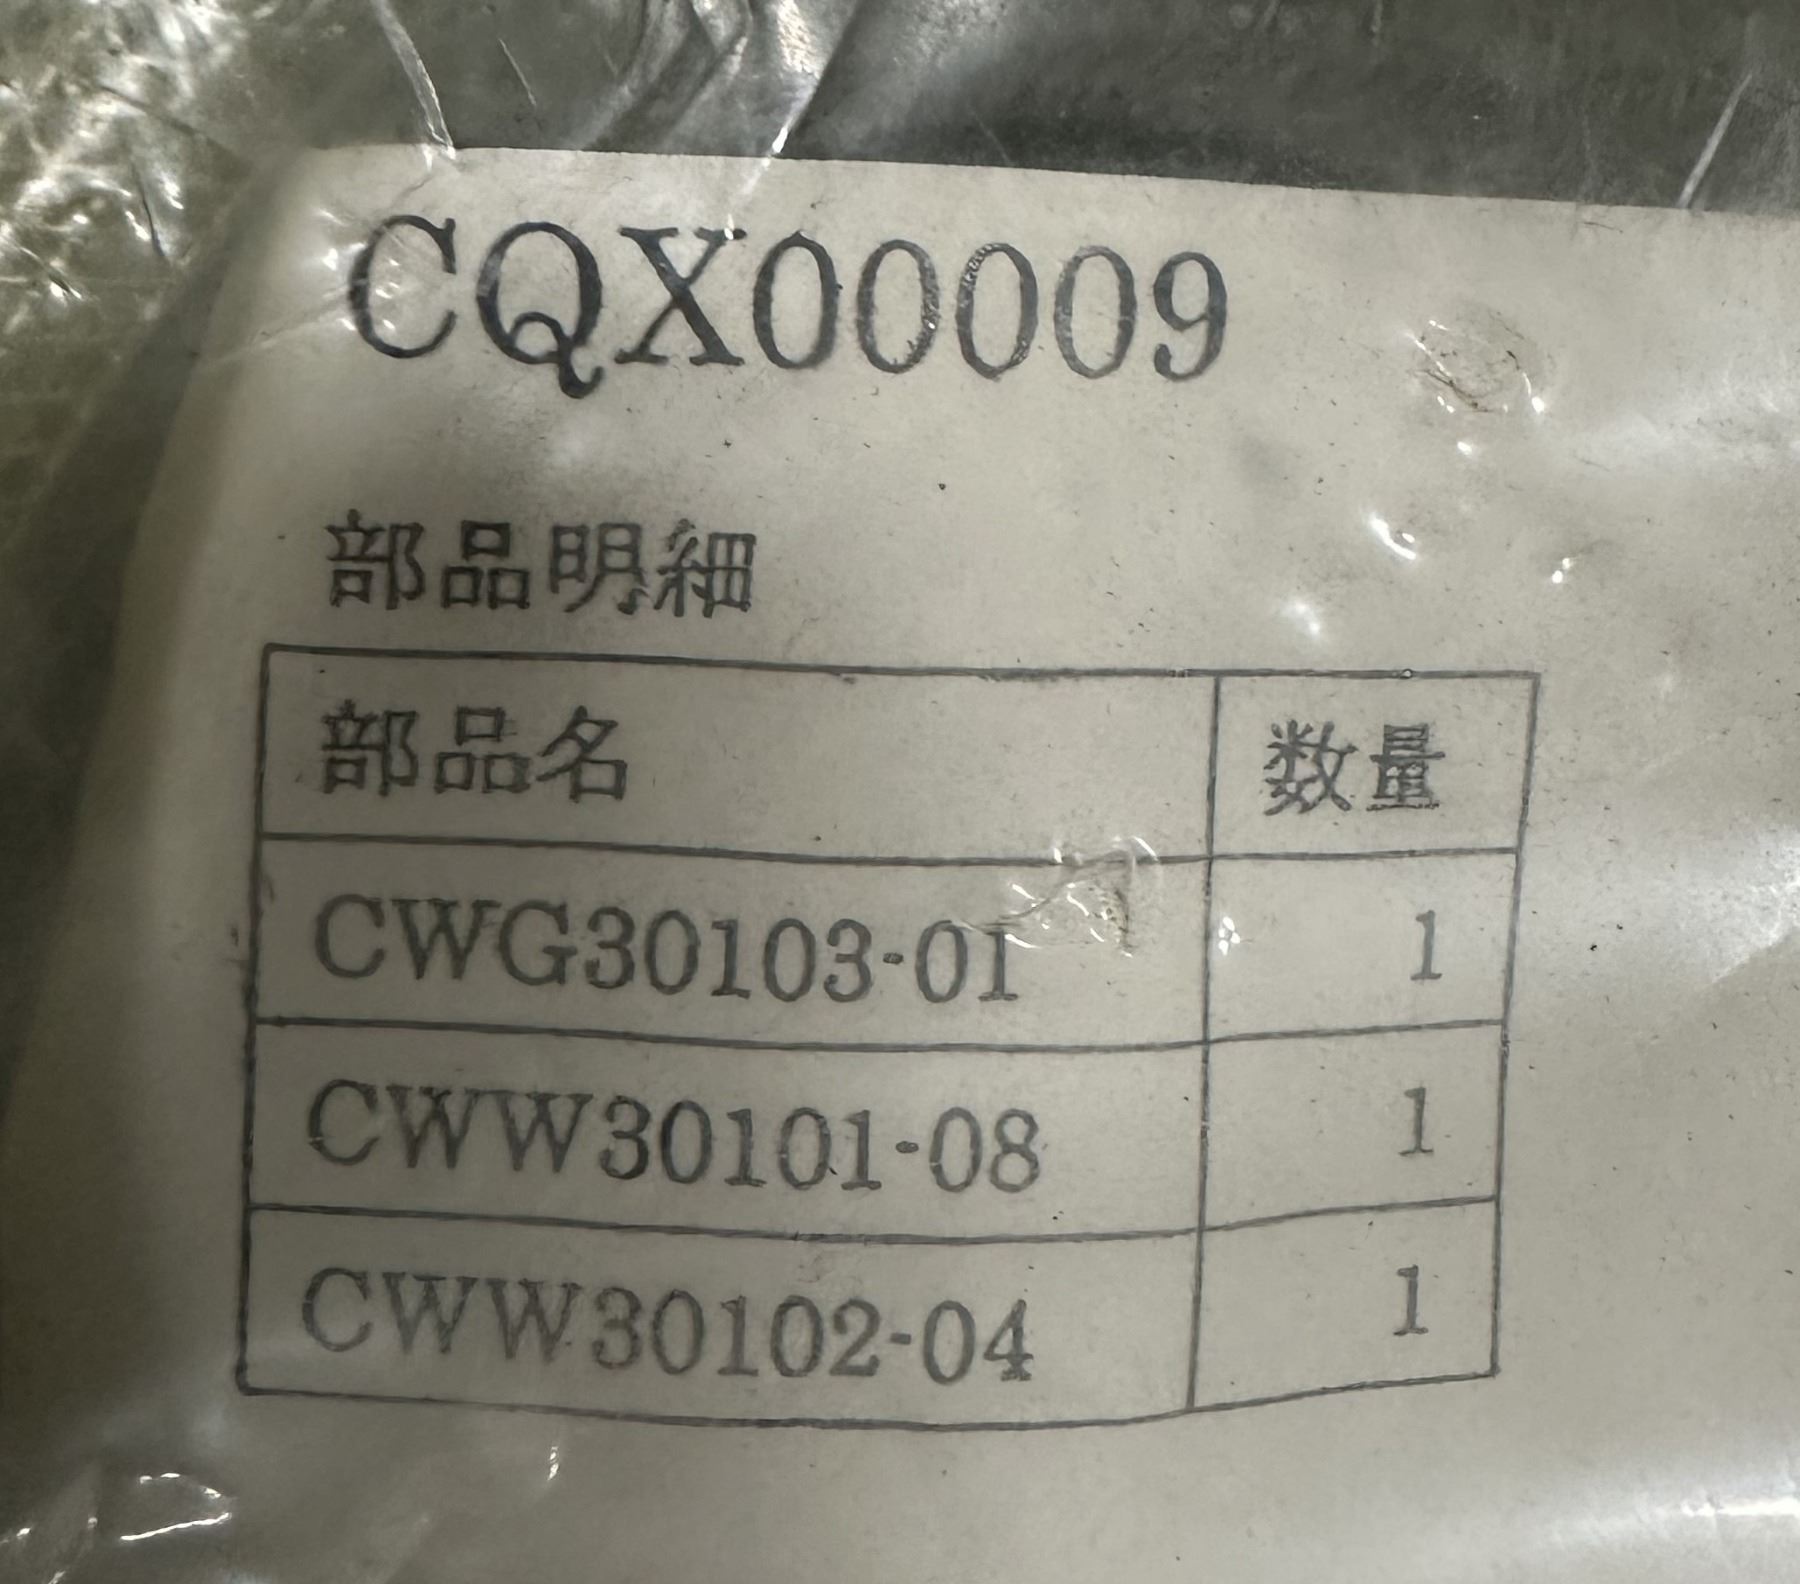 CQX00009
部品明細
部品名 数量
CWG30103-01 1
CWW30101-08 1
CWW30102-04 1